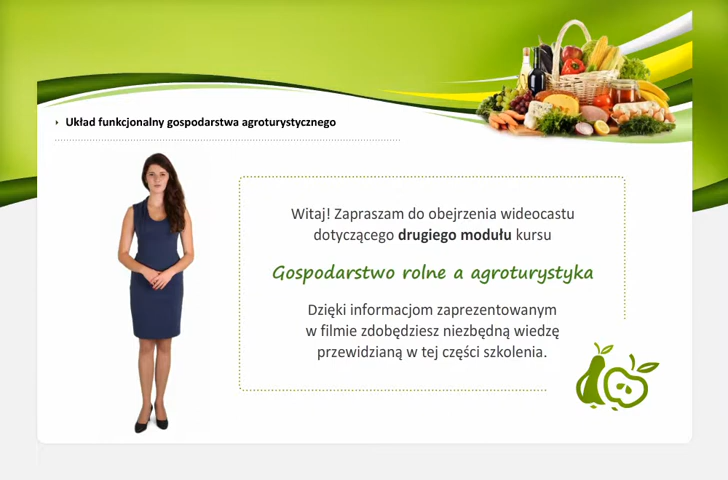 Układ funkcjonalny gospodarstwa agroturystycznego
Witaj! Zapraszam do obejrzenia wideocastu
dotyczącego drugiego modułu kursu
Gospodarstwo rolne a agroturystyka
Dzięki informacjom zaprezentowanym
w filmie zdobędziesz niezbędną wiedzę
przewidzianą w tej części szkolenia.